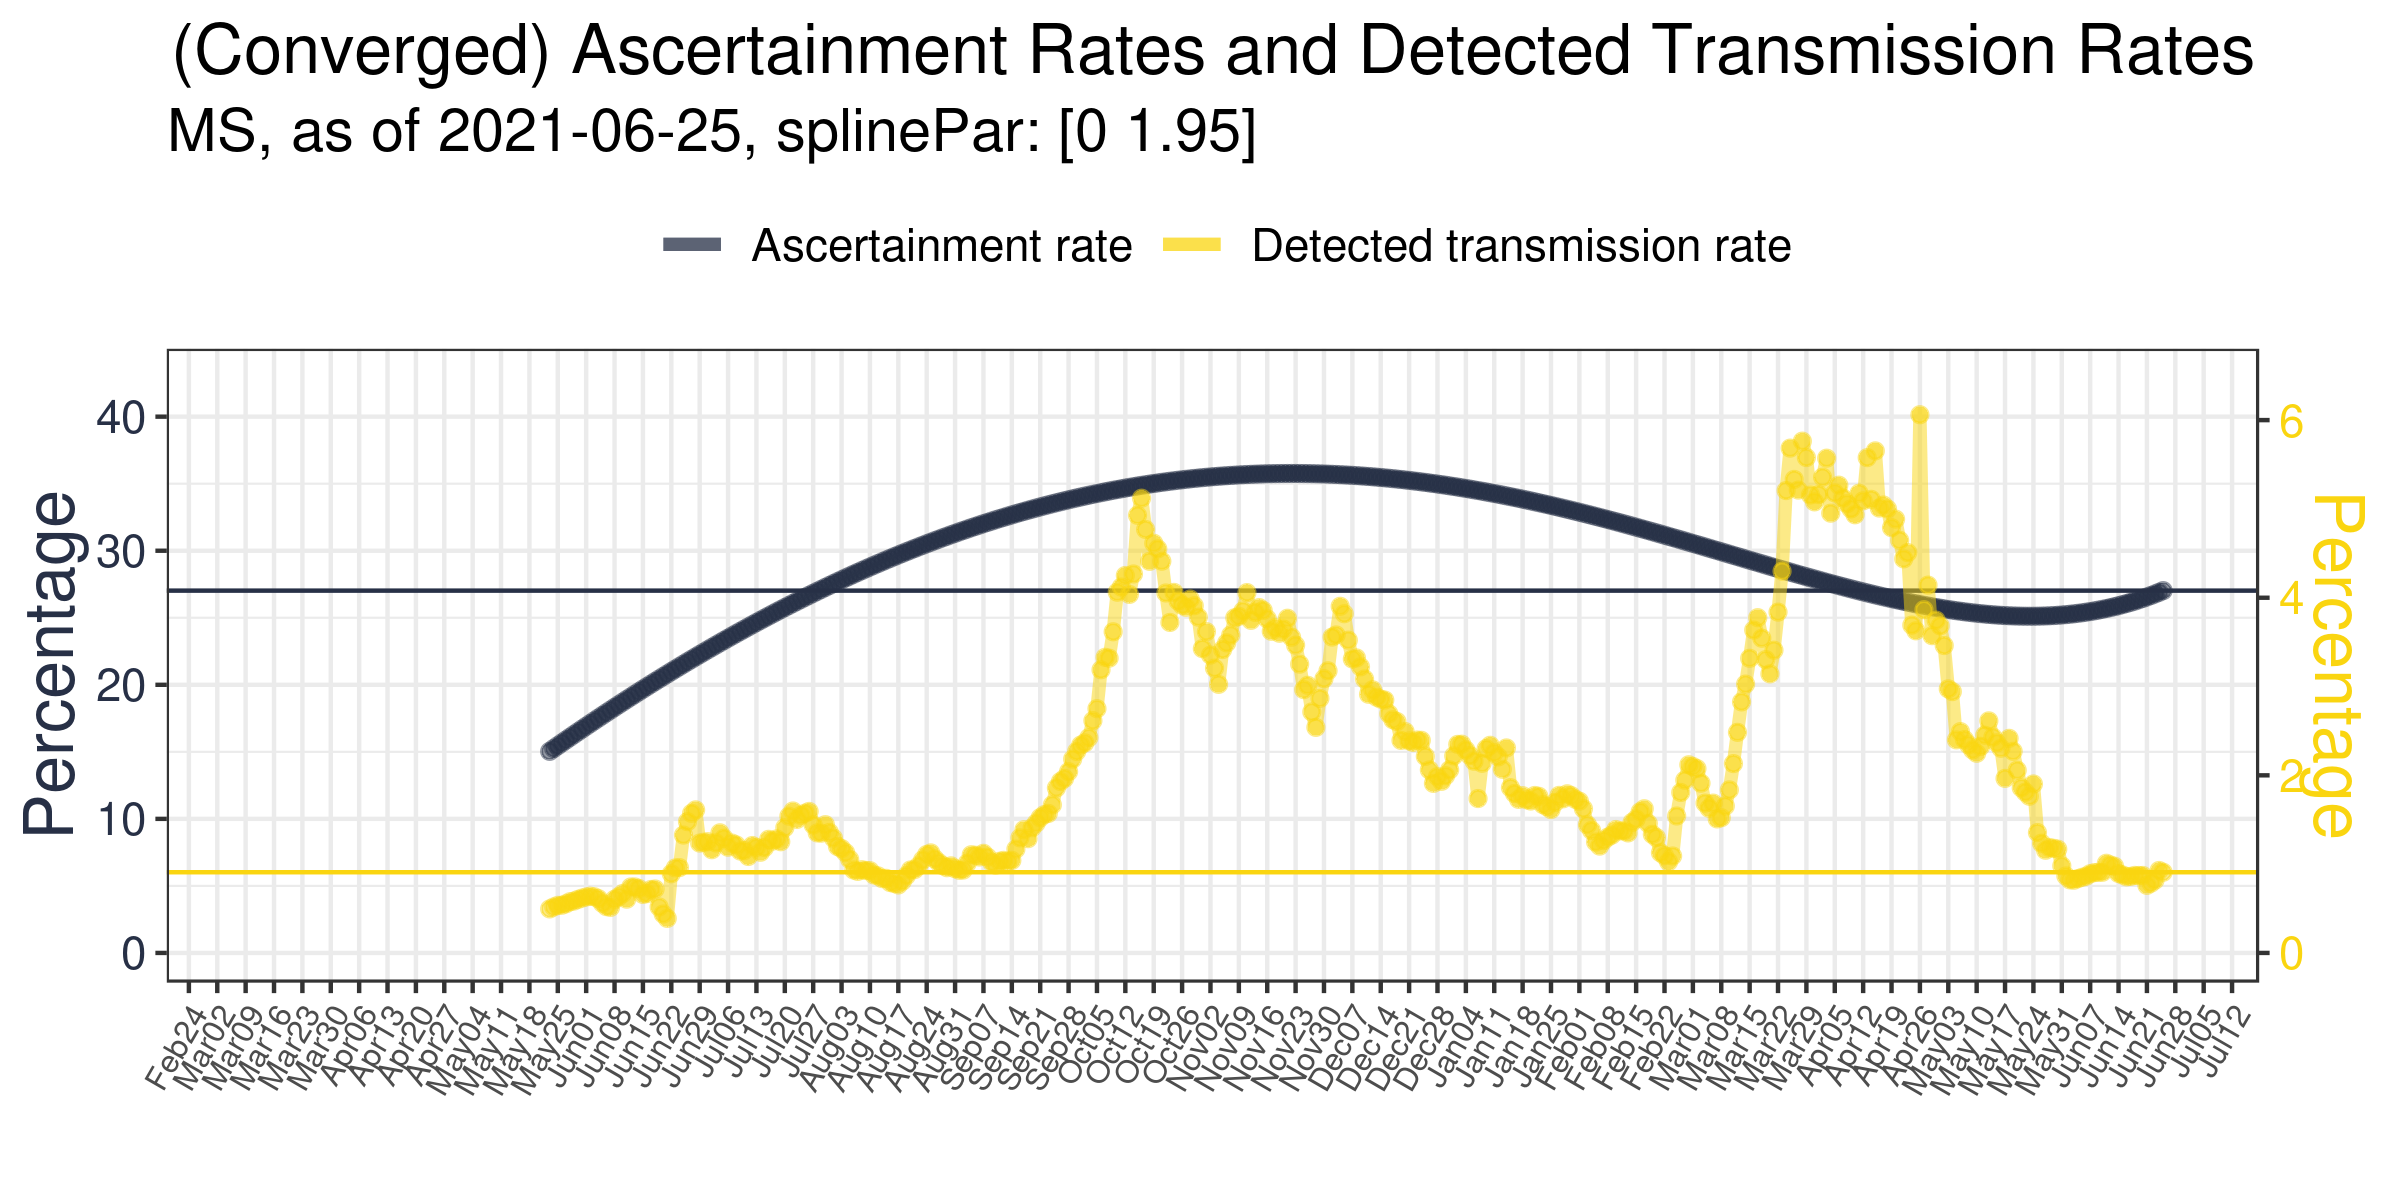 (Converged) Ascertainment Rates and Detected Transmission Rates
MS, as of 2021-06-25, splinePar: [0 1.95]
Ascertainment rate Detected transmission rate
Percentage
40
30
20
10
0
6
4
2
0
Percentage
Feb24
Mar02
Mar09
Mar16
Mar23
Mar30
Apr06
Apr13
Apr20
Apr27
May04
May11
May18
May25
Jun01
Jun08
Jun15
Jun22
Jun29
Jul06
Jul13
Jul20
Jul27
Aug03
Aug10
Aug17
Aug24
Aug31
Sep07
Sep14
Sep21
Sep28
Oct05
Oct12
Oct19
Oct26
Nov02
Nov09
Nov16
Nov23
Nov30
Dec07
Dec14
Dec21
Dec28
Jan04
Jan11
Jan18
Jan25
Feb01
Feb08
Feb15
Feb22
Mar01
Mar08
Mar15
Mar22
Mar29
Apr05
Apr12
Apr19
Apr26
May03
May10
May17
May24
May31
Jun07
Jun14
Jun21
Jun28
Jul05
Jul12